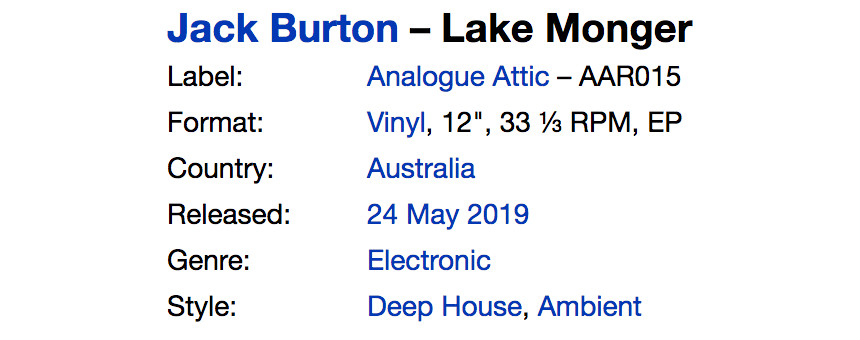 Jack Burton – Lake Monger
Label: Analogue Attic – AAR015
Format: Vinyl, 12", 33 ⅓ RPM, EP
Country: Australia
Released: 24 May 2019
Genre: Electronic
Style: Deep House, Ambient